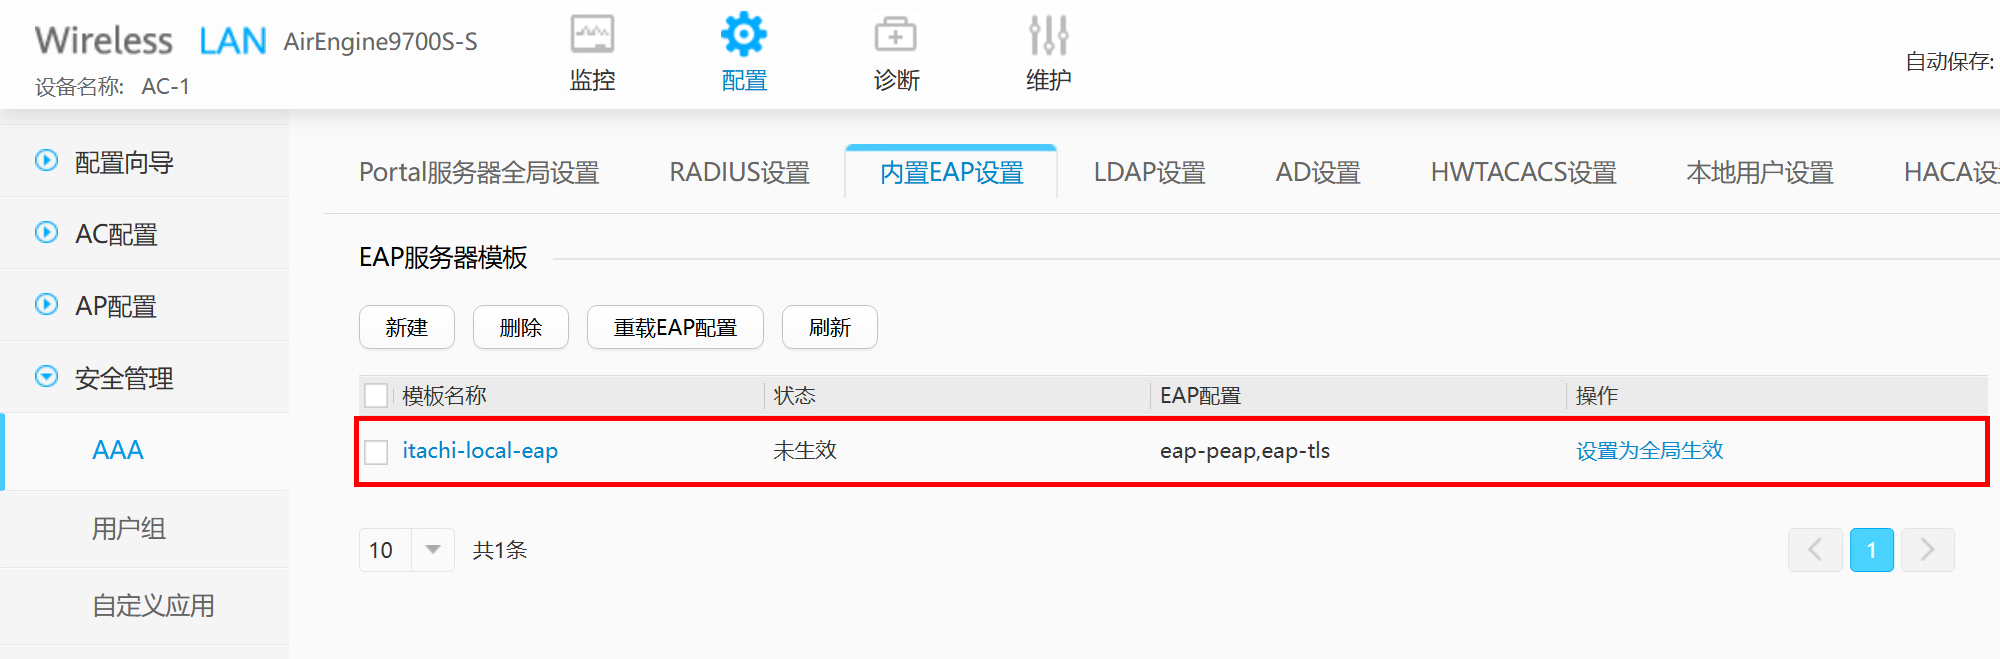 Wireless LAN AirEngine9700S-S
设备名称: AC-1
监控
配置
诊断
维护
自动保存:
配置向导
AC配置
AP配置
安全管理
AAA
用户组
自定义应用
Portal服务器全局设置
RADIUS设置
内置EAP设置
LDAP设置
AD设置
HWTACACS设置
本地用户设置
HACA设
EAP服务器模板
新建
删除
重载EAP配置
刷新
模板名称 状态 EAP配置 操作
itachi-local-eap 未生效 eap-peap,eap-tls 设置为全局生效
10 共1条 1